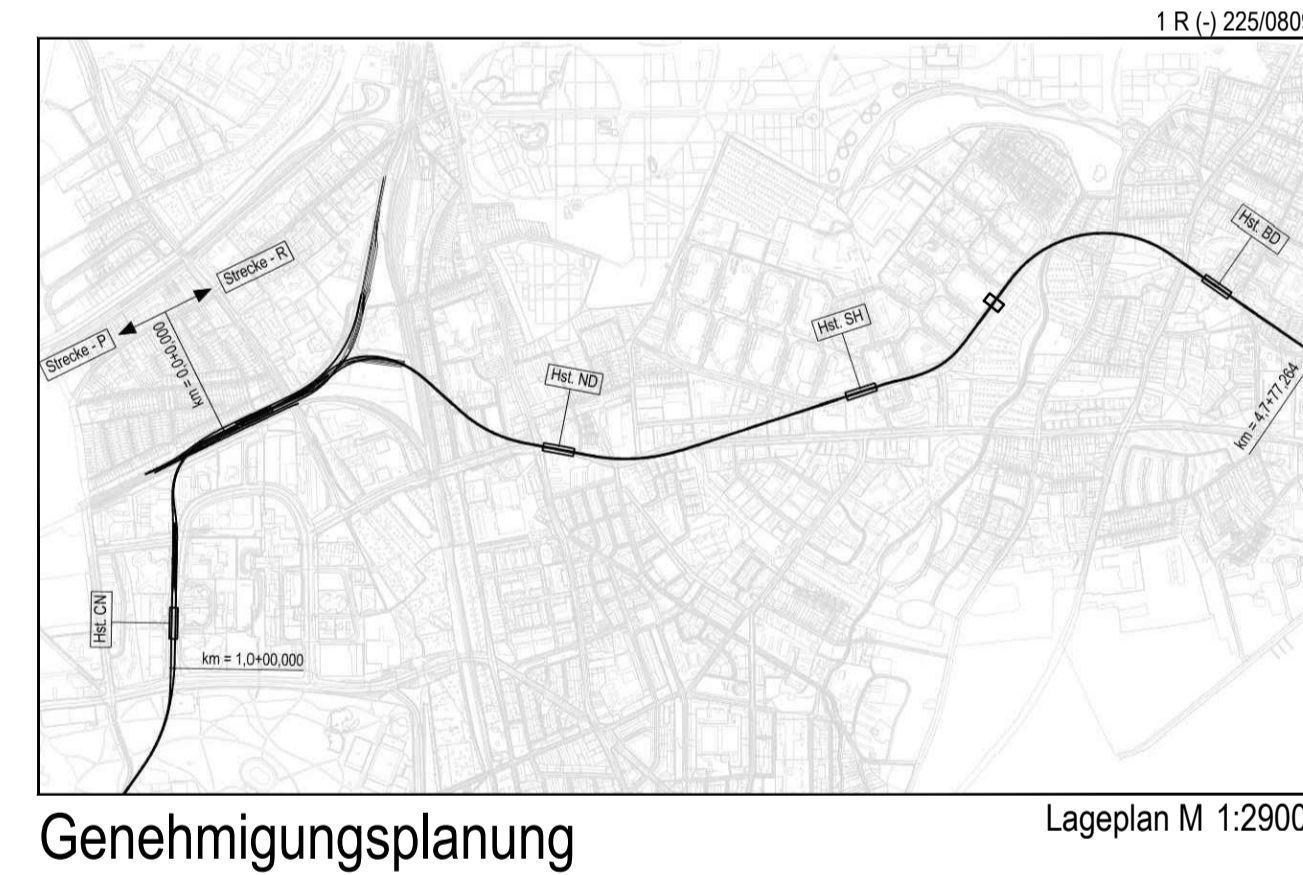 1 R (-) 225/0809
Strecke - R
Strecke - P
km = 0,0+0,000
Hst. BD
Hst. SH
Hst. ND
km = 4,7+77,264
Hst. CN
km = 1,0+00,000
Genehmigungsplanung
Lageplan M 1:2900